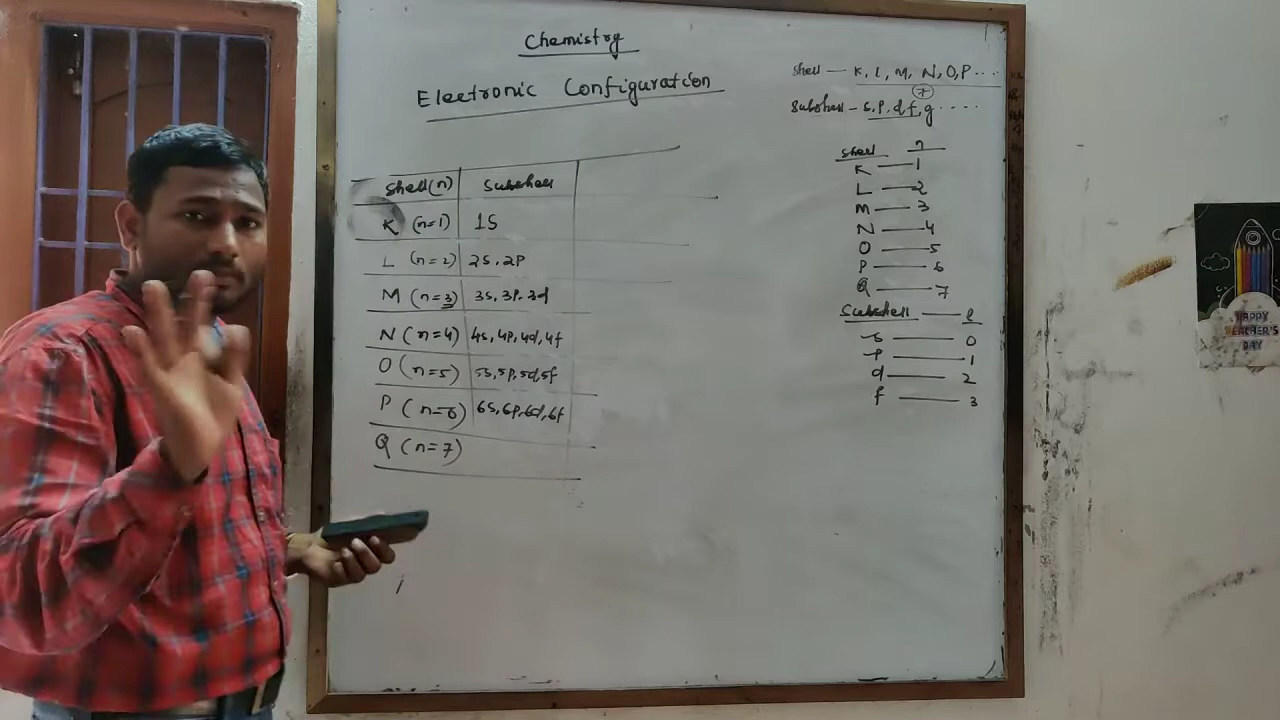 Chemistry
Electronic Configuration
Shell(n) Subshell
K (n=1) 1S
L (n=2) 2S, 2P
M (n=3) 3S, 3P, 3d
N (n=4) 4S, 4P, 4d, 4f
O (n=5) 5S, 5P, 5d, 5f
P (n=6) 6S, 6P, 6d, 6f
Q (n=7)
Shell — K, L, M, N, O, P ....
7
Subshell - S, P, d, f, g .....
Shell n
K — 1
L — 2
M — 3
N — 4
O — 5
P — 6
Q — 7
Subshell — l
S — 0
P — 1
d — 2
f — 3
HAPPY
TEACHER'S
DAY